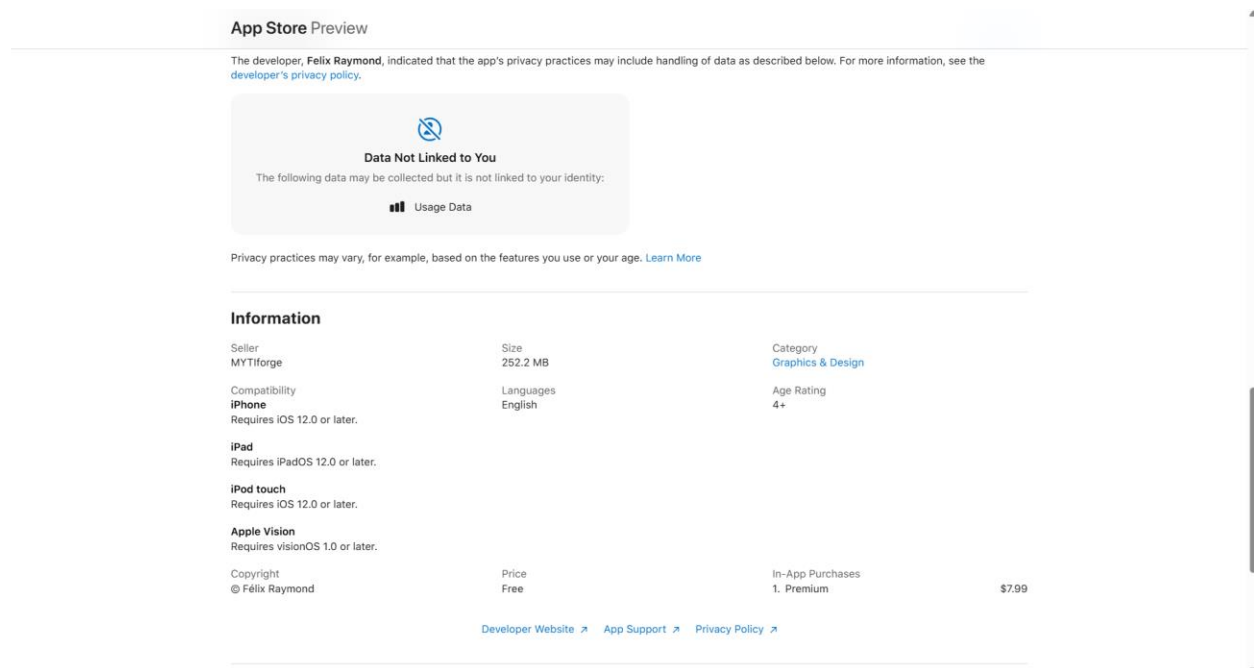 App Store Preview
The developer, Felix Raymond, indicated that the app's privacy practices may include handling of data as described below. For more information, see the
developer's privacy policy.
Data Not Linked to You
The following data may be collected but it is not linked to your identity:
Usage Data
Privacy practices may vary, for example, based on the features you use or your age. Learn More
Information
Seller
MYTIforge
Size
252.2 MB
Category
Graphics & Design
Compatibility
iPhone
Requires iOS 12.0 or later.
iPad
Requires iPadOS 12.0 or later.
iPod touch
Requires iOS 12.0 or later.
Apple Vision
Requires visionOS 1.0 or later.
Languages
English
Age Rating
4+
Copyright
© Félix Raymond
Price
Free
In-App Purchases
1. Premium $7.99
Developer Website ↗ App Support ↗ Privacy Policy ↗